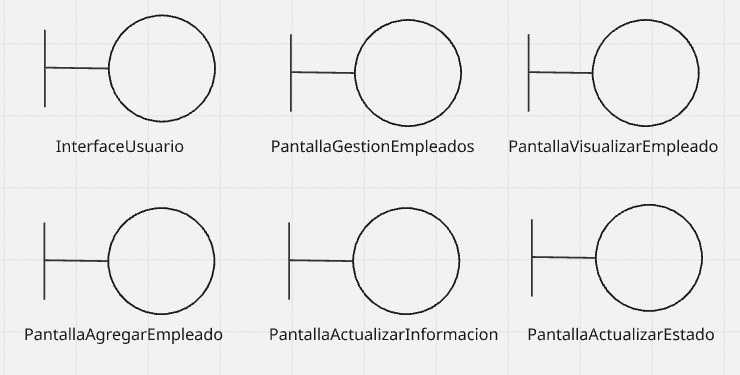 InterfaceUsuario
PantallaGestionEmpleados
PantallaVisualizarEmpleado
PantallaAgregarEmpleado
PantallaActualizarInformacion
PantallaActualizarEstado